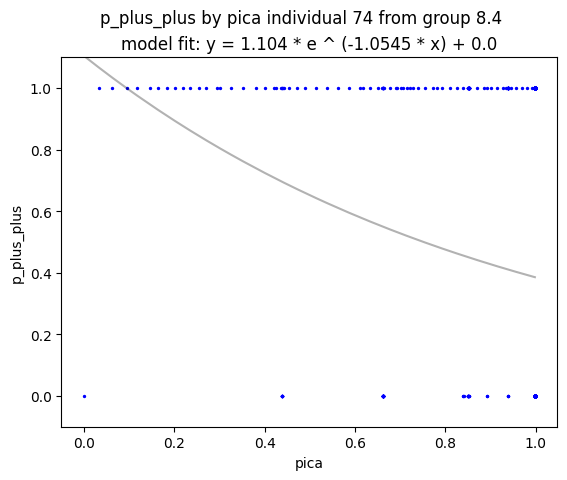 p_plus_plus by pica individual 74 from group 8.4
model fit: y = 1.104 * e ^ (-1.0545 * x) + 0.0
1.0
0.8
0.6
0.4
0.2
0.0
p_plus_plus
0.0 0.2 0.4 0.6 0.8 1.0
pica